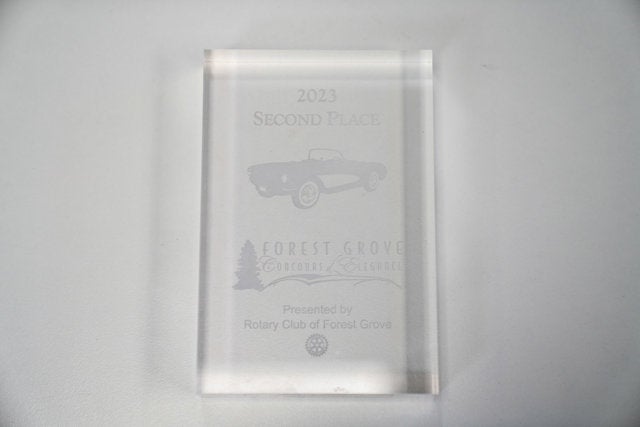 2023
SECOND PLACE
FOREST GROVE
CONCOURS d'ELEGANCE
Presented by
Rotary Club of Forest Grove